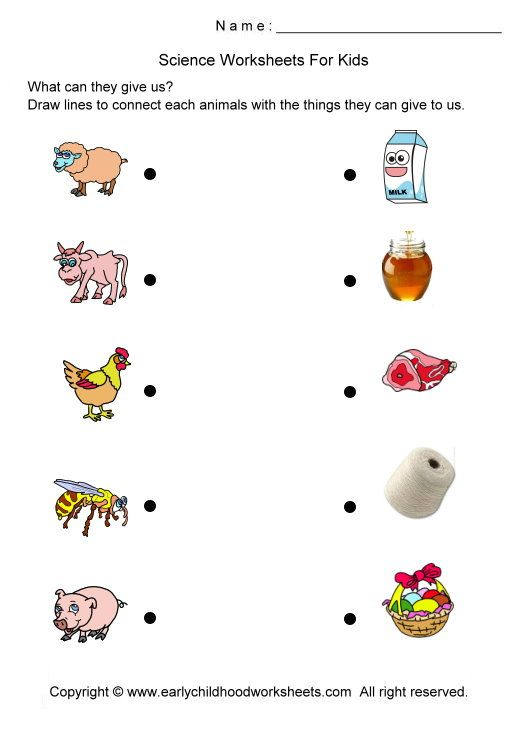 Name: ____________________________
Science Worksheets For Kids
What can they give us?
Draw lines to connect each animals with the things they can give to us.
MILK
Copyright © www.earlychildhoodworksheets.com All right reserved.